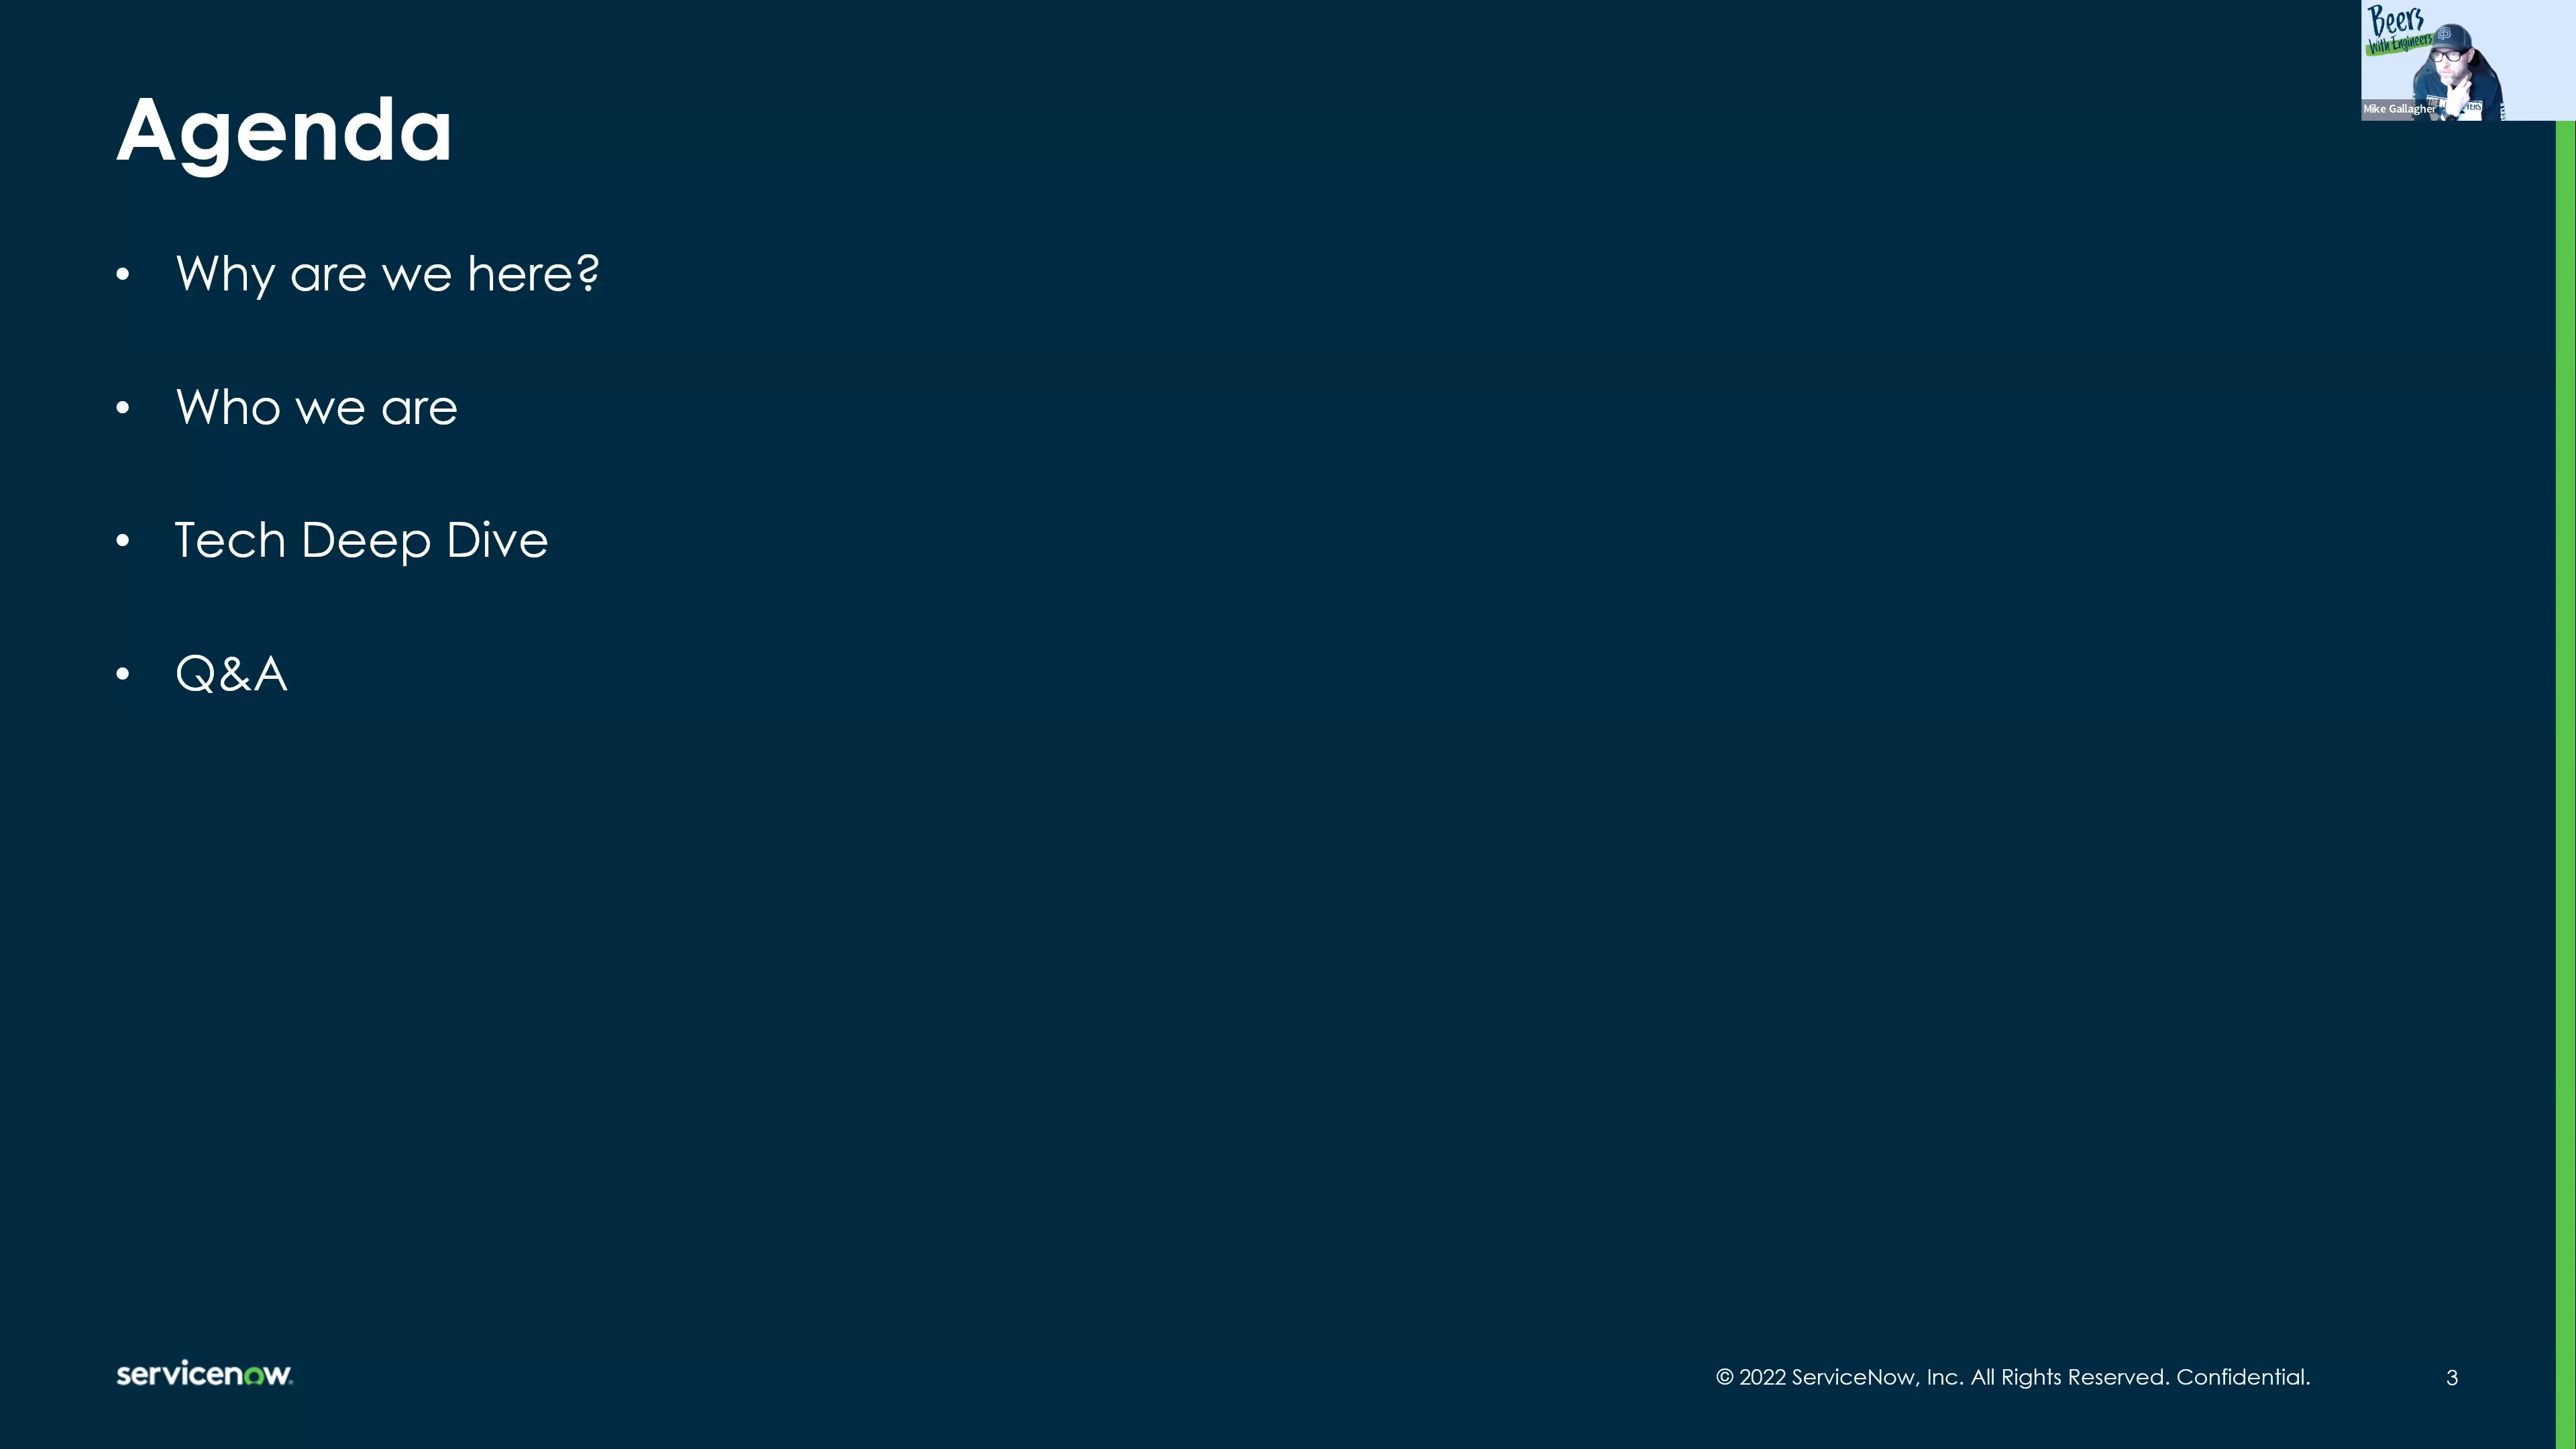 Beers
With Engineers
Mike Gallagher
Agenda
• Why are we here?
• Who we are
• Tech Deep Dive
• Q&A
servicenow
© 2022 ServiceNow, Inc. All Rights Reserved. Confidential.
3